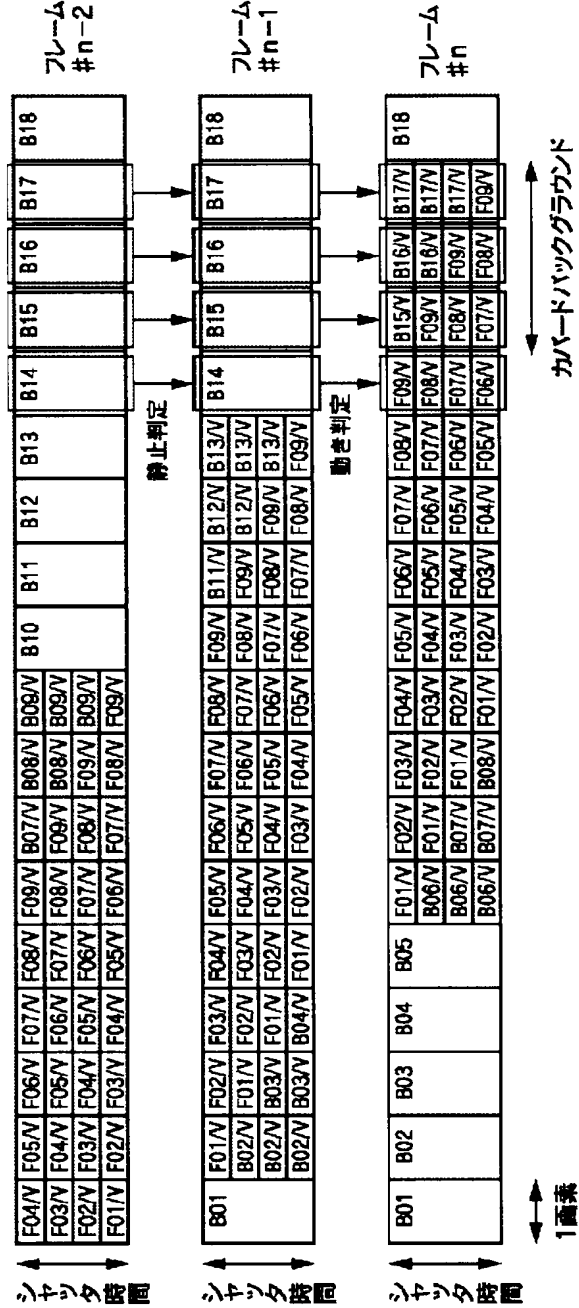 シャッタ時間
F04/V F05/V F06/V F07/V F08/V F09/V B07/V B08/V B09/V B10 B11 B12 B13 B14 B15 B16 B17 B18
F03/V F04/V F05/V F06/V F07/V F08/V F09/V B08/V B09/V
F02/V F03/V F04/V F05/V F06/V F07/V F08/V F09/V B09/V
F01/V F02/V F03/V F04/V F05/V F06/V F07/V F08/V F09/V
フレーム
#n-2
静止判定
シャッタ時間
B01 F01/V F02/V F03/V F04/V F05/V F06/V F07/V F08/V F09/V B11/V B12/V B13/V B14 B15 B16 B17 B18
B02/V F01/V F02/V F03/V F04/V F05/V F06/V F07/V F08/V F09/V B12/V B13/V
B02/V B03/V F01/V F02/V F03/V F04/V F05/V F06/V F07/V F08/V F09/V B13/V
B02/V B03/V B04/V F01/V F02/V F03/V F04/V F05/V F06/V F07/V F08/V F09/V
フレーム
#n-1
動き判定
シャッタ時間
B01 B02 B03 B04 B05 F01/V F02/V F03/V F04/V F05/V F06/V F07/V F08/V F09/V B15/V B16/V B17/V B18
B06/V F01/V F02/V F03/V F04/V F05/V F06/V F07/V F08/V F09/V B16/V B17/V
B06/V B07/V F01/V F02/V F03/V F04/V F05/V F06/V F07/V F08/V F09/V B17/V
B06/V B07/V B08/V F01/V F02/V F03/V F04/V F05/V F06/V F07/V F08/V F09/V
フレーム
#n
1画素
カバードバックグラウンド